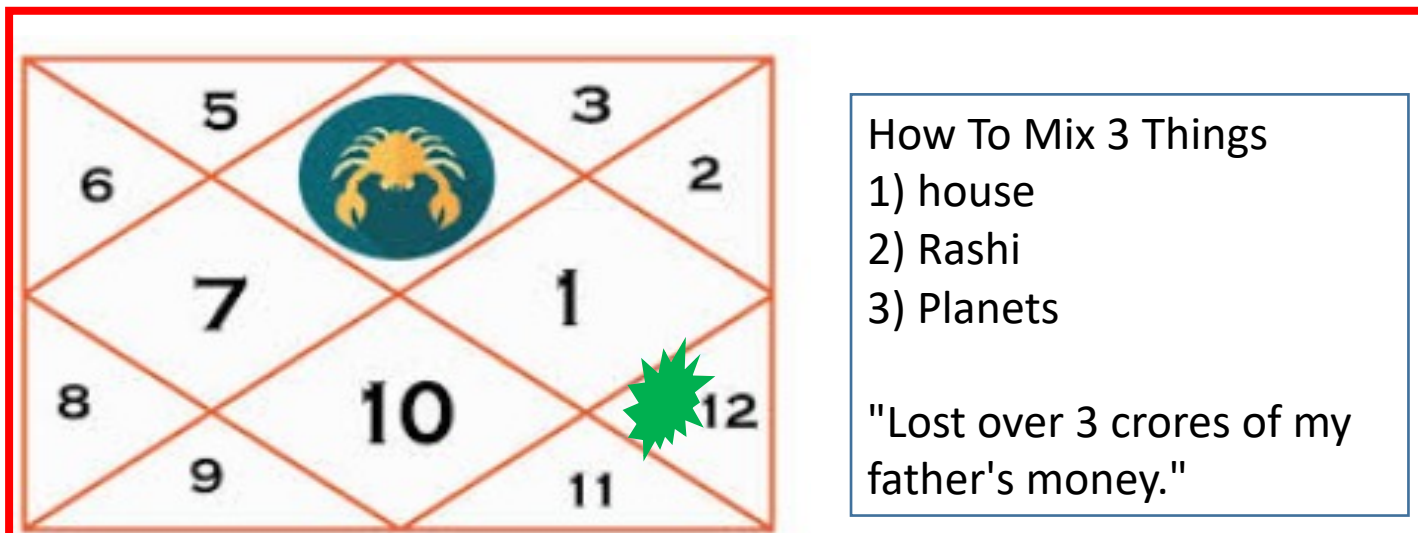 5
3
6
2
7
1
8
10
12
9
11
How To Mix 3 Things
1) house
2) Rashi
3) Planets
"Lost over 3 crores of my
father's money."